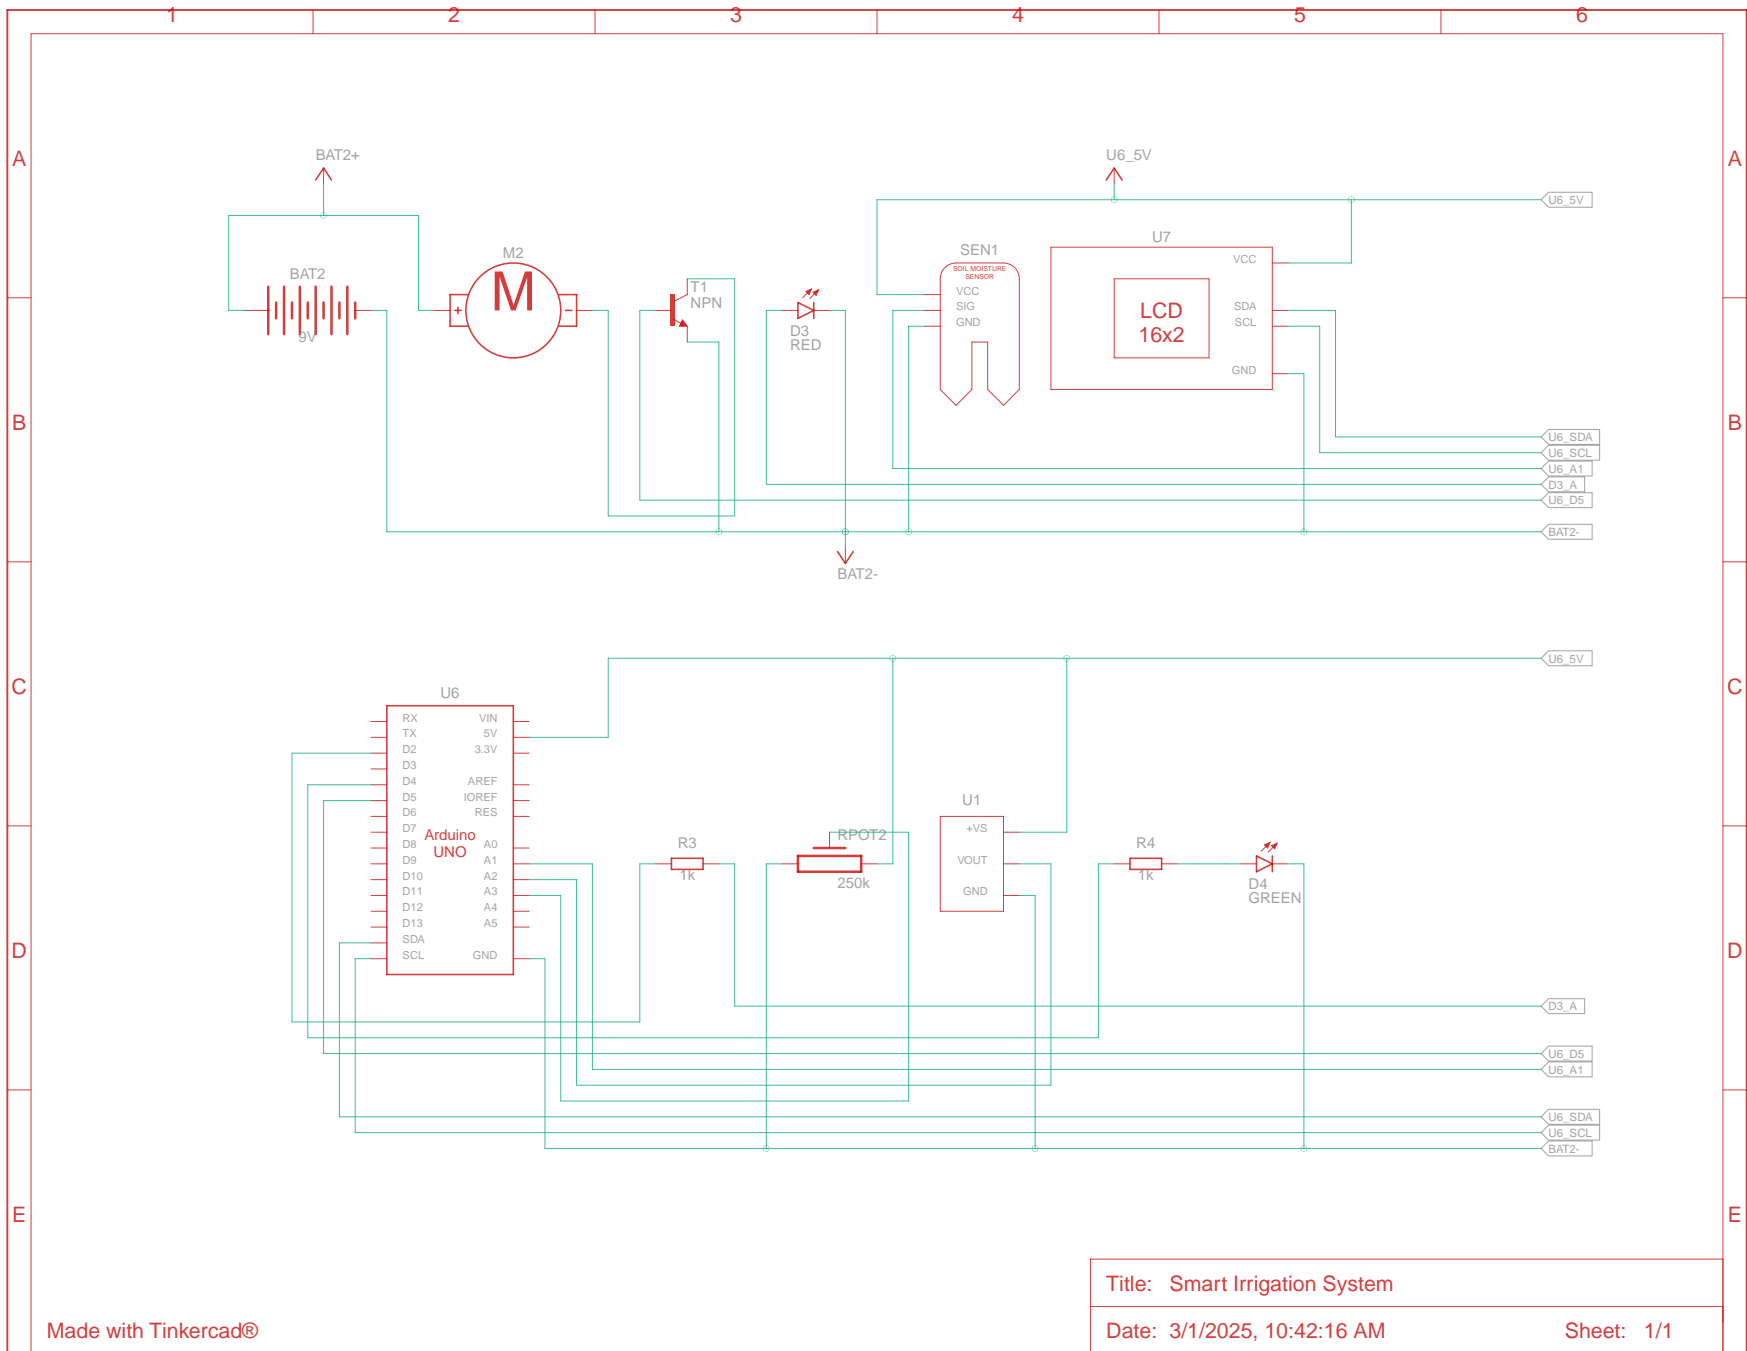 1 2 3 4 5 6
A A
BAT2+ U6_5V
U6_5V
SEN1 U7
M2
SOIL MOISTURE
SENSOR
VCC
BAT2
M
T1
NPN
VCC
SIG
GND
SDA
SCL
GND
LCD
16x2
+ -
9V
D3
RED
B B
U6_SDA
U6_SCL
U6_A1
D3_A
U6_D5
BAT2-
BAT2-
U6_5V
C C
U6
RX VIN
TX 5V
D2 3.3V
D3
D4 AREF
D5 IOREF
D6 RES
D7
D8 A0
D9 A1
D10 A2
D11 A3
D12 A4
D13 A5
SDA
SCL GND
Arduino
UNO
R3
1k
RPOT2
250k
U1
+VS
VOUT
GND
R4
1k
D4
GREEN
D D
D3_A
U6_D5
U6_A1
U6_SDA
U6_SCL
BAT2-
E E
Title: Smart Irrigation System
Made with Tinkercad®
Date: 3/1/2025, 10:42:16 AM Sheet: 1/1